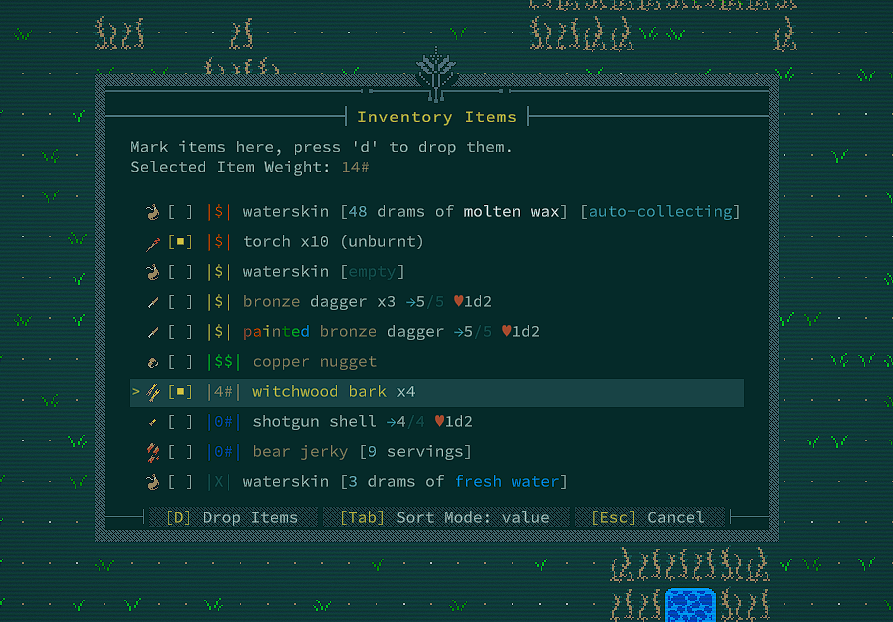 Inventory Items
Mark items here, press 'd' to drop them.
Selected Item Weight: 14#
[ ] |$| waterskin [48 drams of molten wax] [auto-collecting]
[■] |$| torch x10 (unburnt)
[ ] |$| waterskin [empty]
[ ] |$| bronze dagger x3 →5/5 ♥1d2
[ ] |$| painted bronze dagger →5/5 ♥1d2
[ ] |$$| copper nugget
> [■] |4#| witchwood bark x4
[ ] |0#| shotgun shell →4/4 ♥1d2
[ ] |0#| bear jerky [9 servings]
[ ] |X| waterskin [3 drams of fresh water]
[D] Drop Items [Tab] Sort Mode: value [Esc] Cancel